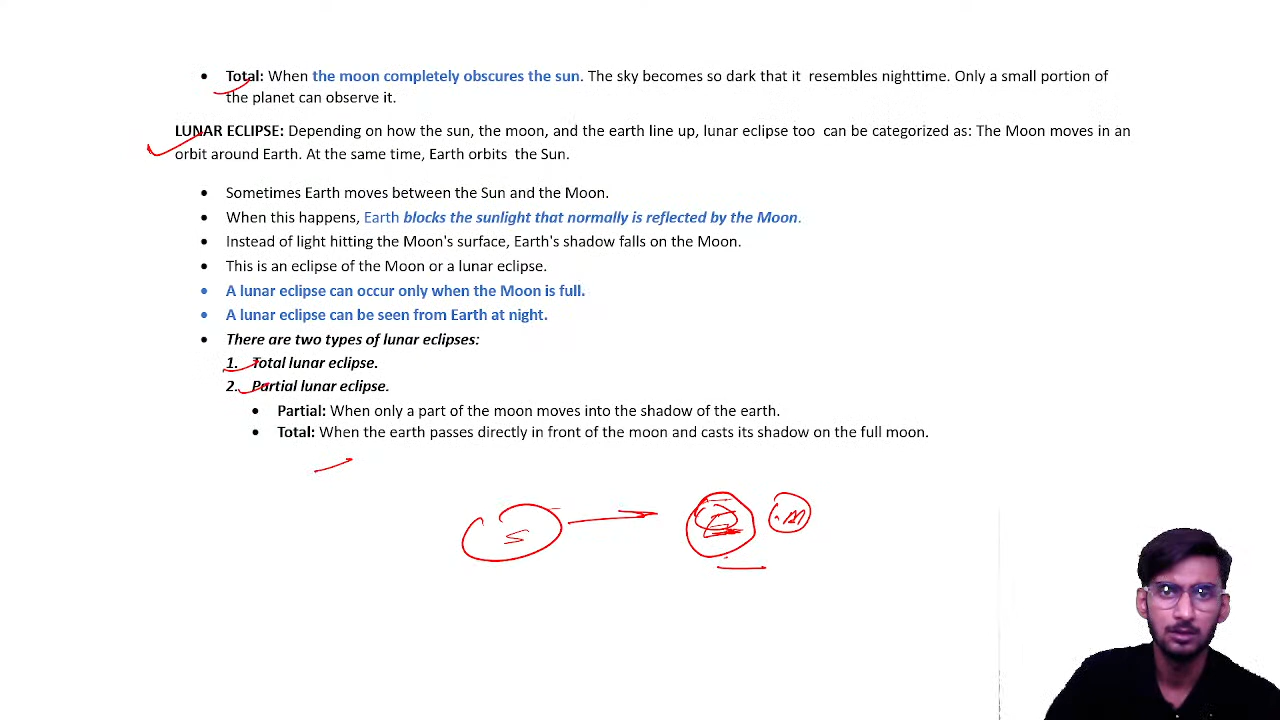 • Total: When the moon completely obscures the sun. The sky becomes so dark that it resembles nighttime. Only a small portion of
the planet can observe it.
LUNAR ECLIPSE: Depending on how the sun, the moon, and the earth line up, lunar eclipse too can be categorized as: The Moon moves in an
orbit around Earth. At the same time, Earth orbits the Sun.
• Sometimes Earth moves between the Sun and the Moon.
• When this happens, Earth blocks the sunlight that normally is reflected by the Moon.
• Instead of light hitting the Moon's surface, Earth's shadow falls on the Moon.
• This is an eclipse of the Moon or a lunar eclipse.
• A lunar eclipse can occur only when the Moon is full.
• A lunar eclipse can be seen from Earth at night.
• There are two types of lunar eclipses:
1. Total lunar eclipse.
2. Partial lunar eclipse.
• Partial: When only a part of the moon moves into the shadow of the earth.
• Total: When the earth passes directly in front of the moon and casts its shadow on the full moon.
S M